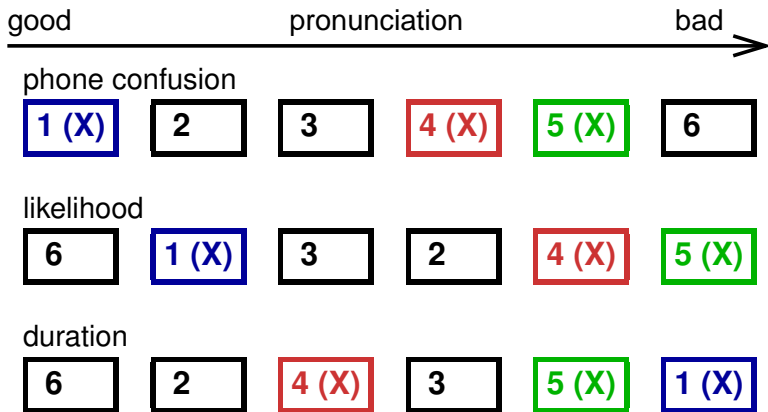 good pronunciation bad
phone confusion
1 (X) 2 3 4 (X) 5 (X) 6
likelihood
6 1 (X) 3 2 4 (X) 5 (X)
duration
6 2 4 (X) 3 5 (X) 1 (X)